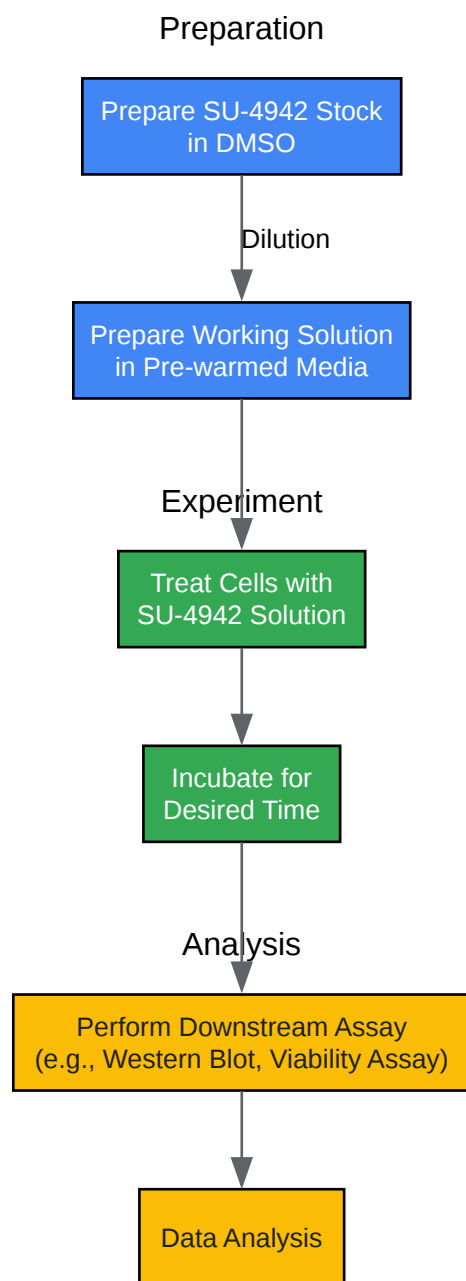 Preparation
Prepare SU-4942 Stock
in DMSO
Dilution
Prepare Working Solution
in Pre-warmed Media
Experiment
Treat Cells with
SU-4942 Solution
Incubate for
Desired Time
Analysis
Perform Downstream Assay
(e.g., Western Blot, Viability Assay)
Data Analysis